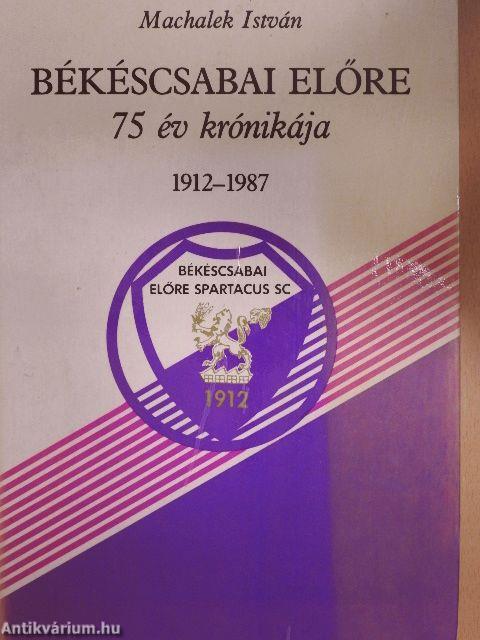 Machalek István
BÉKÉSCSABAI ELŐRE
75 év krónikája
1912–1987
BÉKÉSCSABAI
ELŐRE SPARTACUS SC
1912
Antikvárium.hu